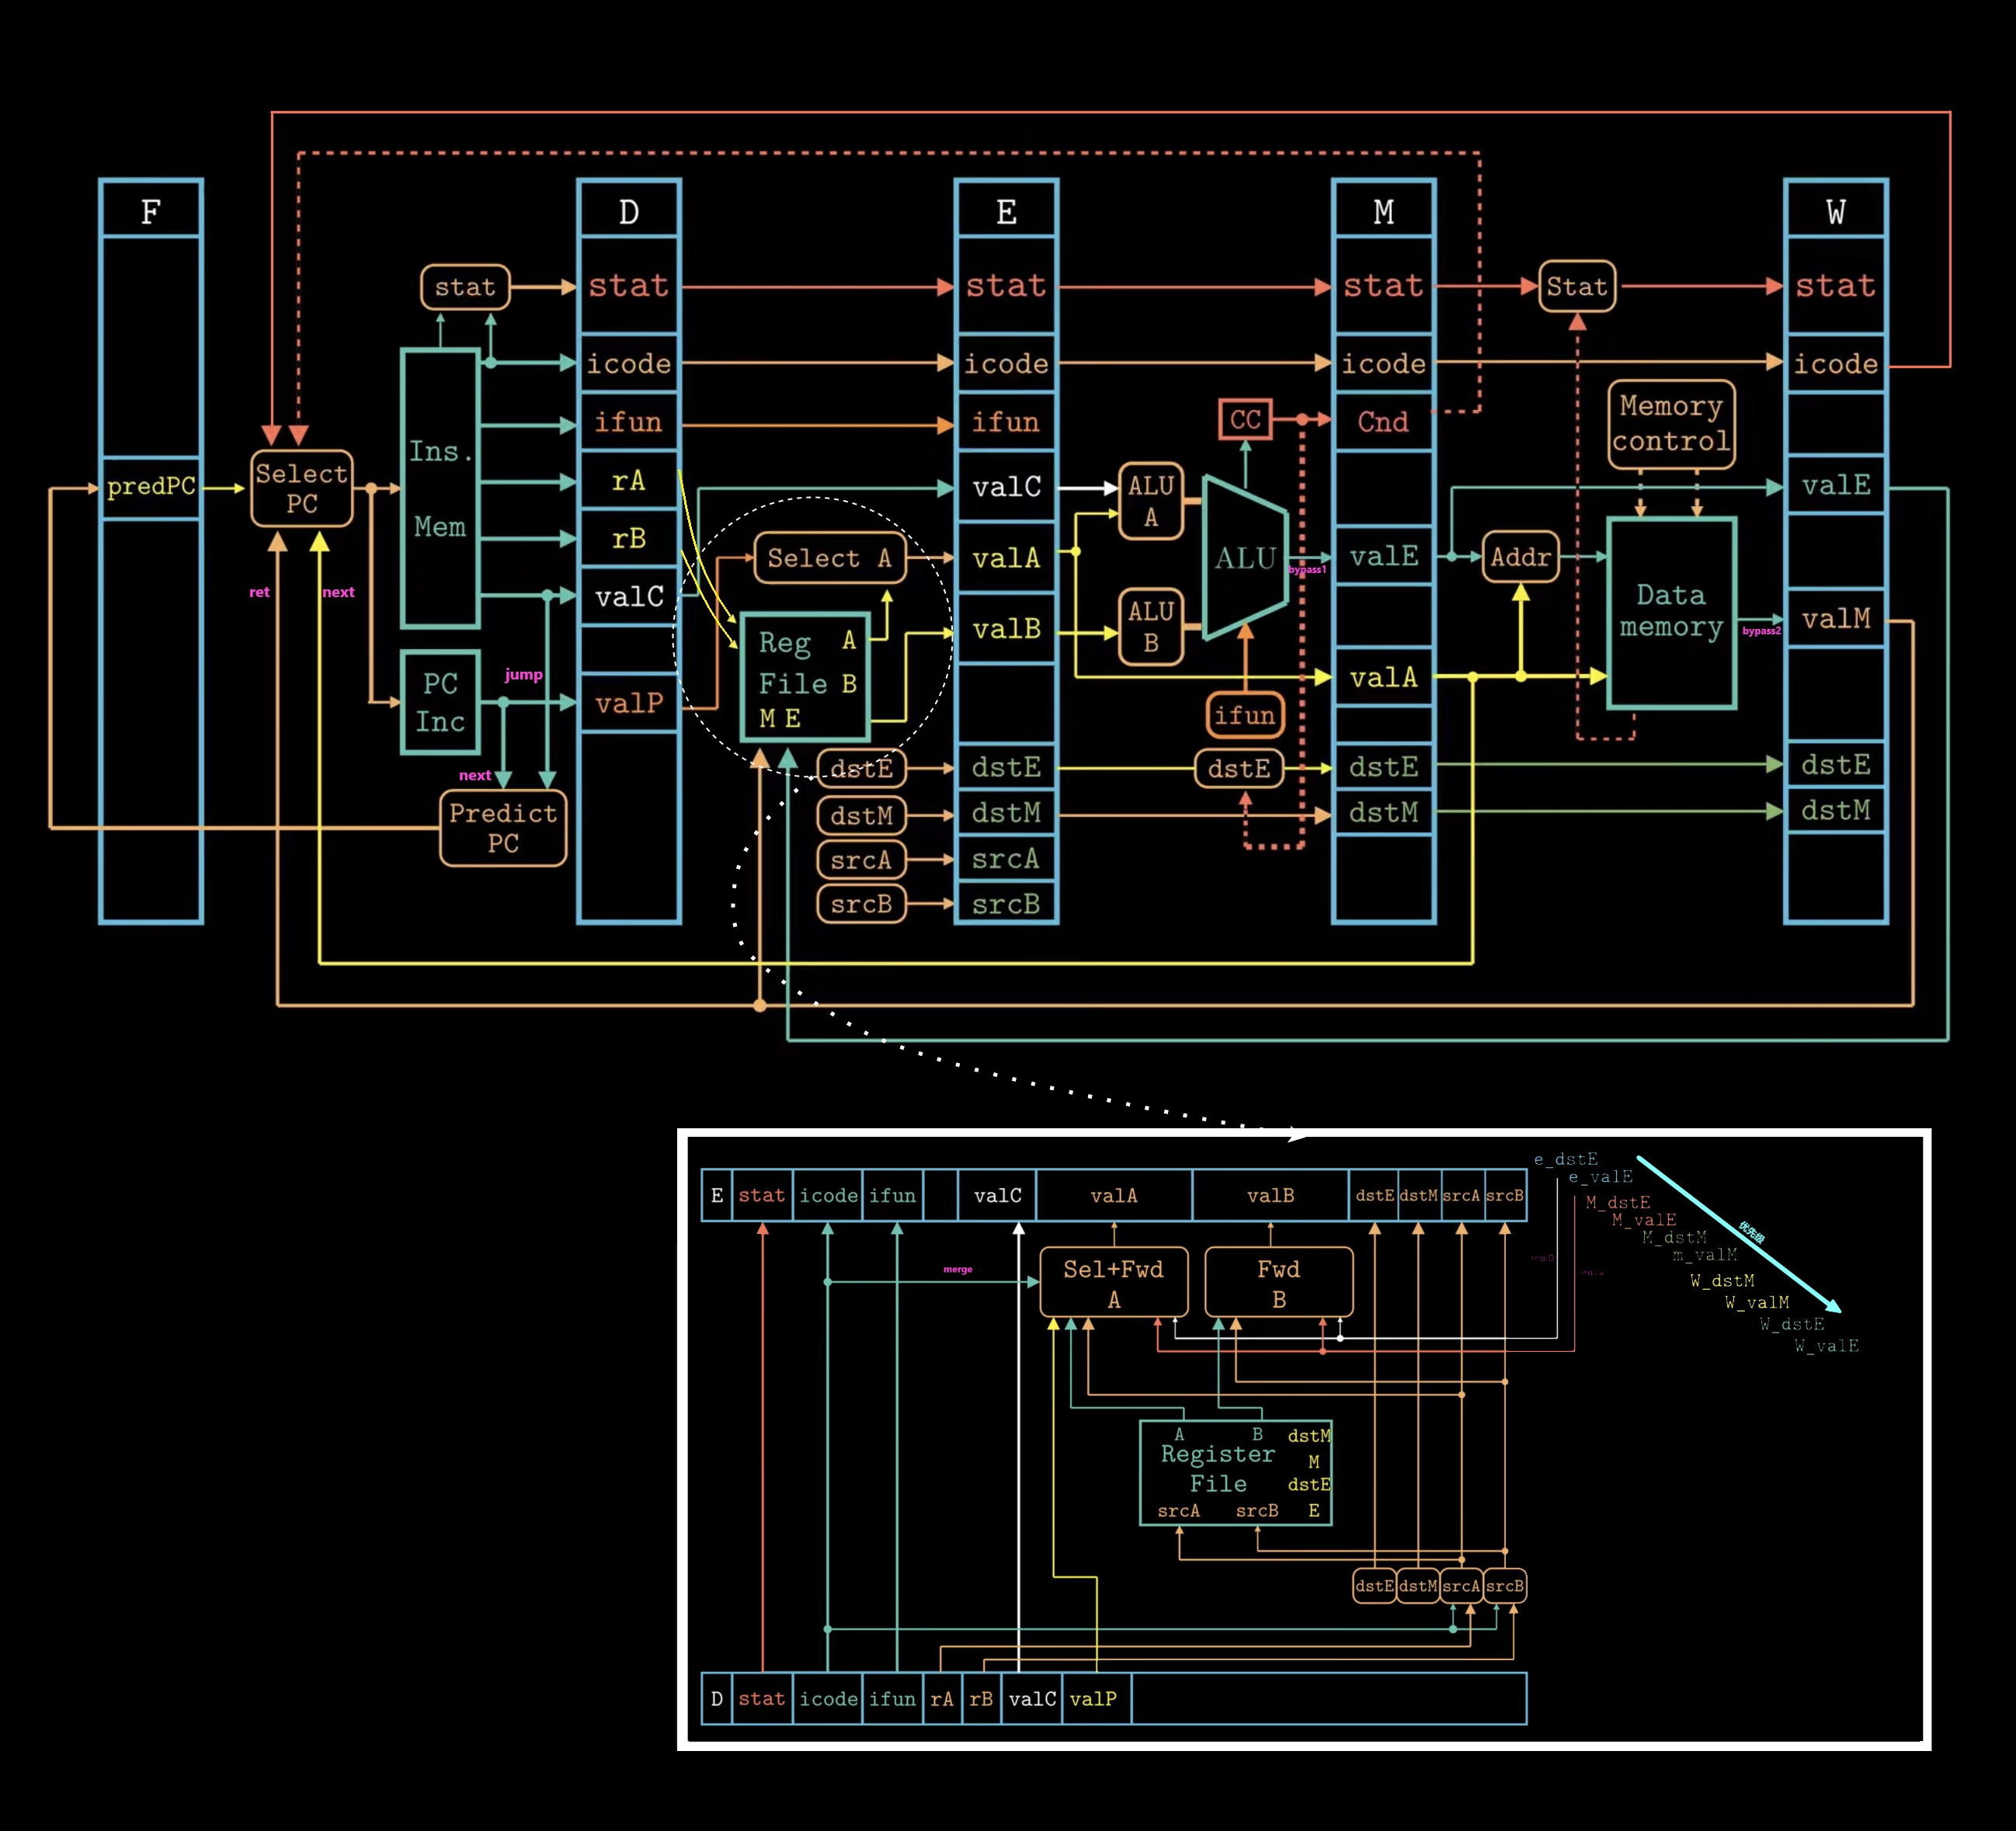 F
D
E
M
W
stat
stat
stat
stat
Stat
stat
icode
icode
icode
icode
ifun
ifun
Cnd
CC
Memory
control
Ins.
Mem
rA
rB
valC
valP
predPC
Select
PC
ret
next
PC
Inc
jump
next
Predict
PC
Select A
Reg A
File B
M E
valC
valA
valB
ALU
A
ALU
B
ALU
bypass1
ifun
valE
valA
Addr
Data
memory
bypass2
valE
valM
dstE
dstM
srcA
srcB
dstE
dstM
srcA
srcB
dstE
dstE
dstM
dstE
dstM
E stat icode ifun valC valA valB dstE dstM srcA srcB
e_dstE
e_valE
M_dstE
M_valE
M_dstM
m_valM
W_dstM
W_valM
W_dstE
W_valE
优先级
merge
Sel+Fwd
A
Fwd
B
A B dstM
Register M
File dstE
srcA srcB E
dstE dstM srcA srcB
D stat icode ifun rA rB valC valP